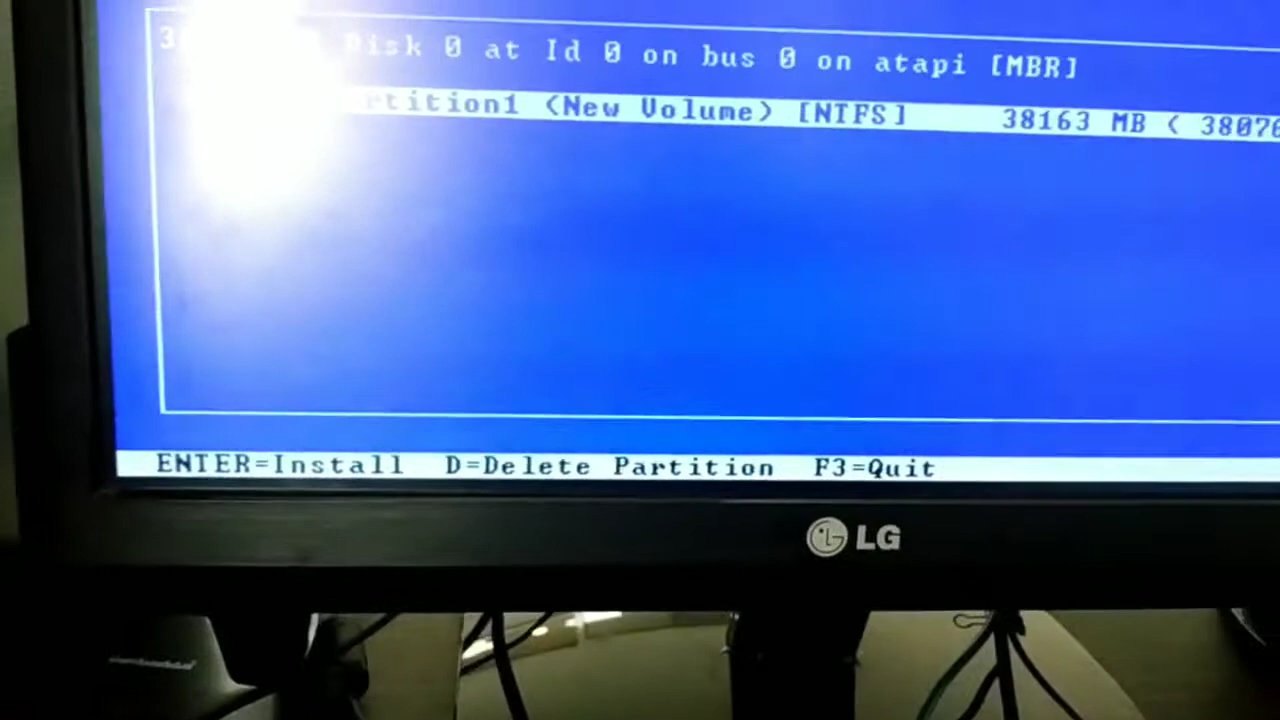 Disk 0 at Id 0 on bus 0 on atapi [MBR]
(New Volume) [NTFS] 38163 MB (
ENTER=Install D=Delete Partition F3=Quit
LG